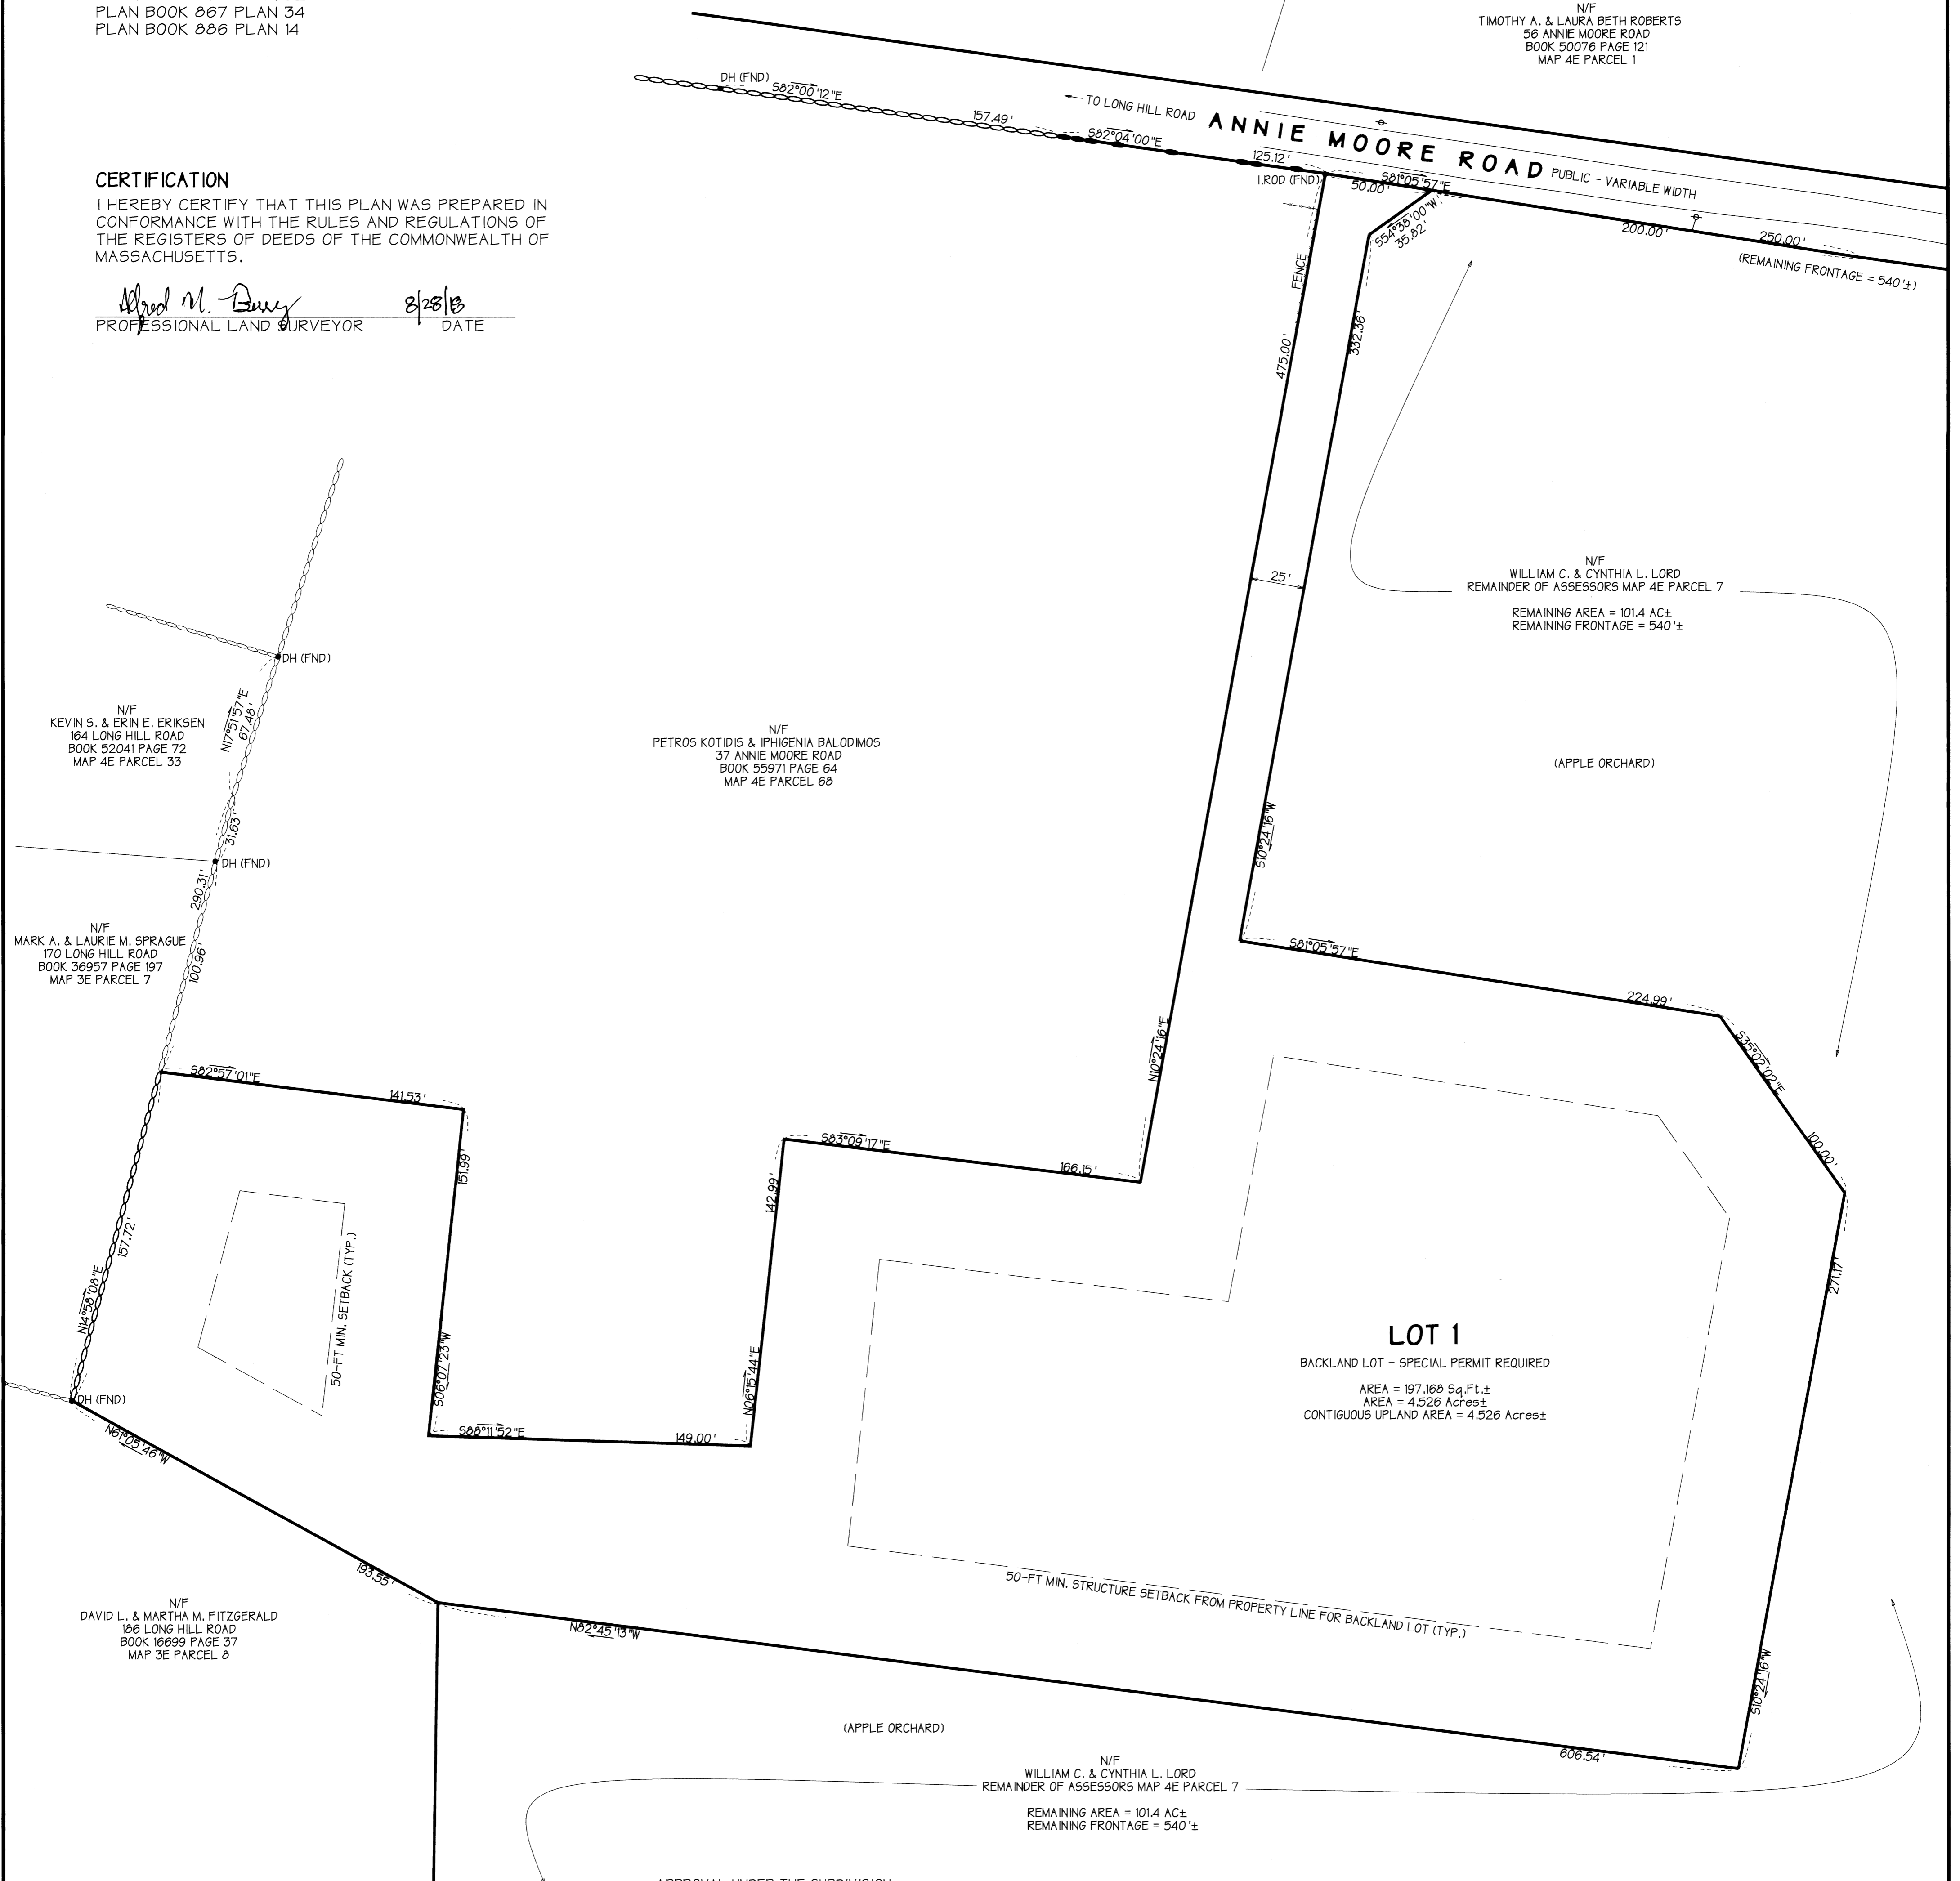 PLAN BOOK 867 PLAN 34
PLAN BOOK 886 PLAN 14
N/F
TIMOTHY A. & LAURA BETH ROBERTS
56 ANNIE MOORE ROAD
BOOK 50076 PAGE 121
MAP 4E PARCEL 1
DH (FND)
S82°00'12"E
157.49'
TO LONG HILL ROAD
ANNIE MOORE ROAD
PUBLIC - VARIABLE WIDTH
S82°04'00"E
125.12'
I.ROD (FND)
S81°05'57"E
50.00'
S54°38'00"W
35.82'
200.00'
250.00'
(REMAINING FRONTAGE = 540'±)
CERTIFICATION
I HEREBY CERTIFY THAT THIS PLAN WAS PREPARED IN
CONFORMANCE WITH THE RULES AND REGULATIONS OF
THE REGISTERS OF DEEDS OF THE COMMONWEALTH OF
MASSACHUSETTS.
Alfred M. Berry 8/28/13
PROFESSIONAL LAND SURVEYOR DATE
FENCE
475.00'
332.36'
25'
N/F
WILLIAM C. & CYNTHIA L. LORD
REMAINDER OF ASSESSORS MAP 4E PARCEL 7
REMAINING AREA = 101.4 AC±
REMAINING FRONTAGE = 540'±
DH (FND)
N17°51'57"E
67.48'
N/F
KEVIN S. & ERIN E. ERIKSEN
164 LONG HILL ROAD
BOOK 52041 PAGE 72
MAP 4E PARCEL 33
N/F
PETROS KOTIDIS & IPHIGENIA BALODIMOS
37 ANNIE MOORE ROAD
BOOK 55971 PAGE 64
MAP 4E PARCEL 68
(APPLE ORCHARD)
31.63'
DH (FND)
290.31'
S10°24'16"W
N/F
MARK A. & LAURIE M. SPRAGUE
170 LONG HILL ROAD
BOOK 36957 PAGE 197
MAP 3E PARCEL 7
100.96'
S81°05'57"E
224.99'
N10°24'16"E
S35°02'02"E
100.00'
S82°57'01"E
141.53'
151.99'
S83°09'17"E
166.15'
142.99'
157.72'
N14°58'08"E
50-FT MIN. SETBACK (TYP.)
271.17'
LOT 1
BACKLAND LOT - SPECIAL PERMIT REQUIRED
AREA = 197,168 Sq.Ft.±
AREA = 4.526 Acres±
CONTIGUOUS UPLAND AREA = 4.526 Acres±
S06°07'23"W
N06°15'44"E
DH (FND)
N61°05'46"W
S88°11'52"E
149.00'
193.55'
50-FT MIN. STRUCTURE SETBACK FROM PROPERTY LINE FOR BACKLAND LOT (TYP.)
N/F
DAVID L. & MARTHA M. FITZGERALD
186 LONG HILL ROAD
BOOK 16699 PAGE 37
MAP 3E PARCEL 8
N82°45'13"W
S10°24'16"W
(APPLE ORCHARD)
606.54'
N/F
WILLIAM C. & CYNTHIA L. LORD
REMAINDER OF ASSESSORS MAP 4E PARCEL 7
REMAINING AREA = 101.4 AC±
REMAINING FRONTAGE = 540'±
APPROVAL UNDER THE SUBDIVISION